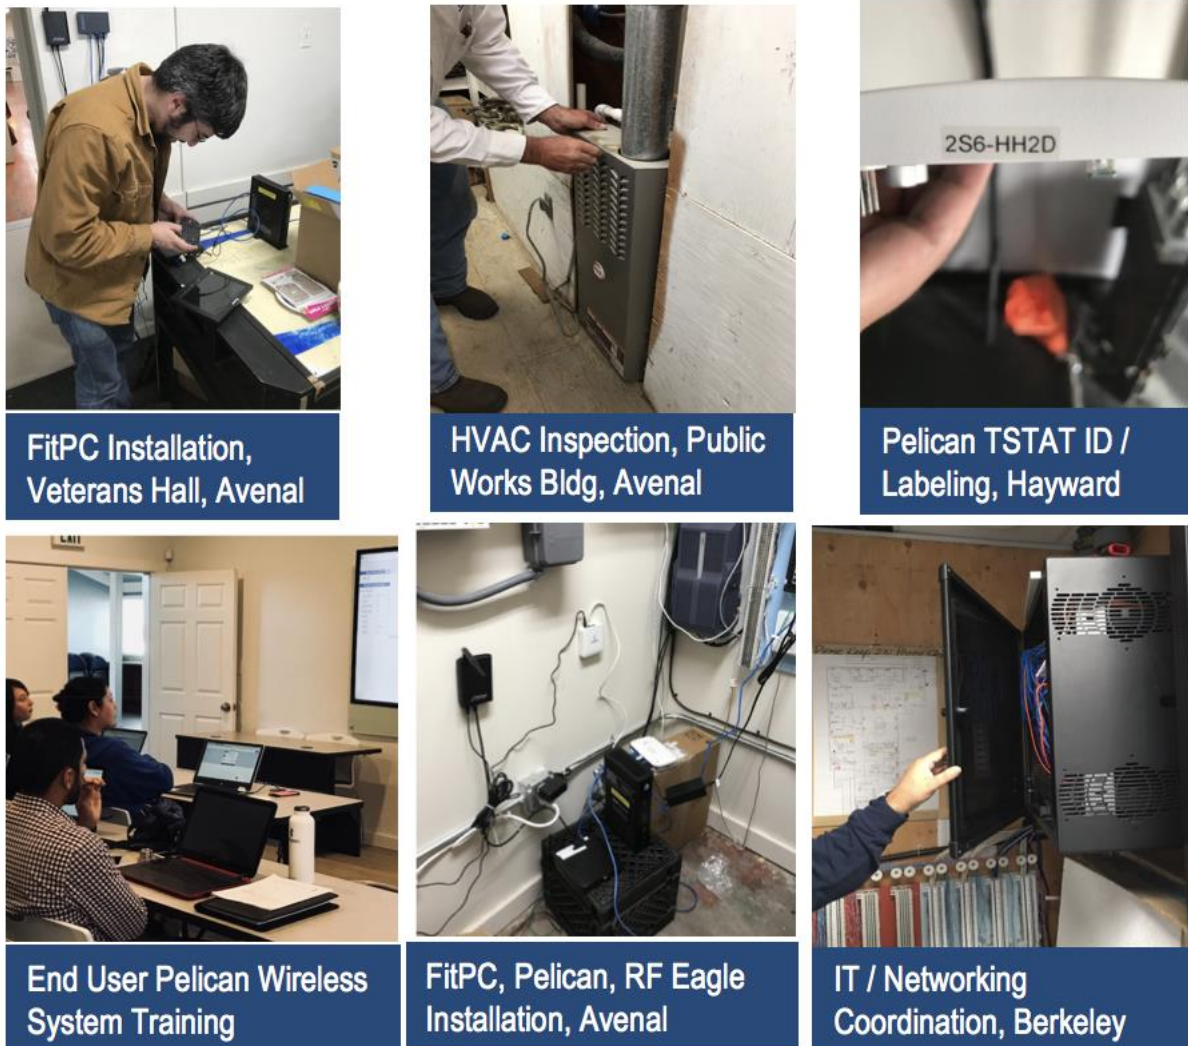 2S6-HH2D
FitPC Installation,
Veterans Hall, Avenal
HVAC Inspection, Public
Works Bldg, Avenal
Pelican TSTAT ID /
Labeling, Hayward
EXIT
End User Pelican Wireless
System Training
FitPC, Pelican, RF Eagle
Installation, Avenal
IT / Networking
Coordination, Berkeley